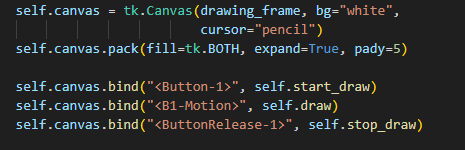 self.canvas = tk.Canvas(drawing_frame, bg="white",
cursor="pencil")
self.canvas.pack(fill=tk.BOTH, expand=True, pady=5)
self.canvas.bind("<Button-1>", self.start_draw)
self.canvas.bind("<B1-Motion>", self.draw)
self.canvas.bind("<ButtonRelease-1>", self.stop_draw)